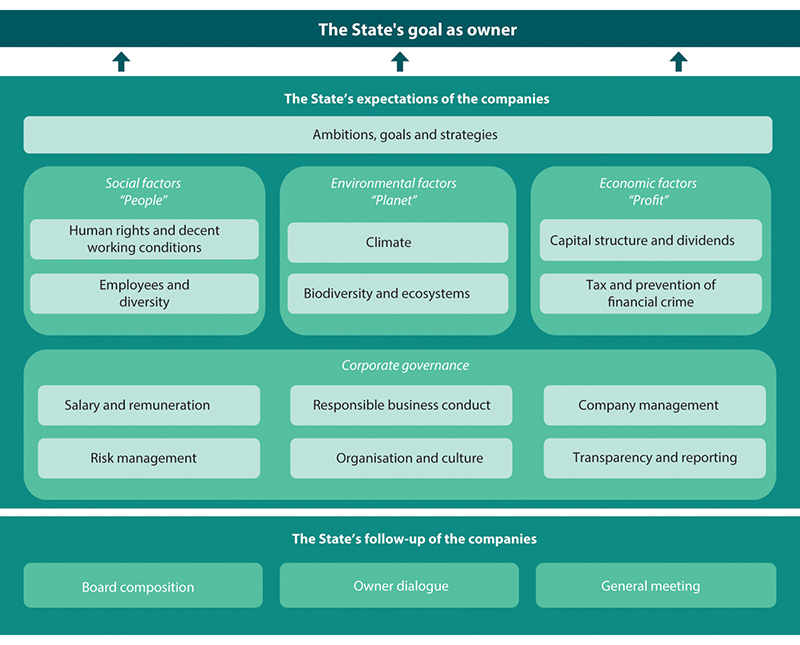 The State's goal as owner
The State’s expectations of the companies
Ambitions, goals and strategies
Social factors
“People”
Human rights and decent
working conditions
Employees and
diversity
Environmental factors
“Planet”
Climate
Biodiversity and ecosystems
Economic factors
“Profit”
Capital structure and dividends
Tax and prevention of
financial crime
Corporate governance
Salary and remuneration
Responsible business conduct
Company management
Risk management
Organisation and culture
Transparency and reporting
The State’s follow-up of the companies
Board composition
Owner dialogue
General meeting